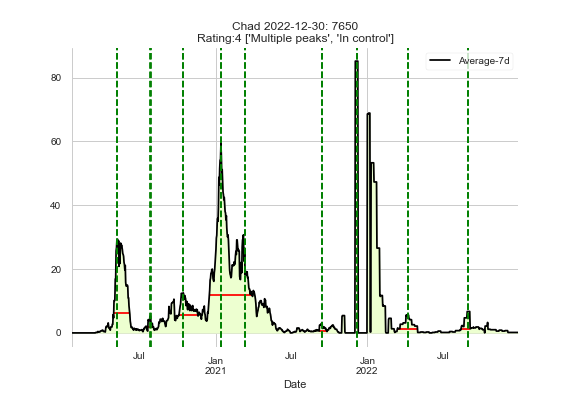 Chad 2022-12-30: 7650
Rating:4 ['Multiple peaks', 'In control']
Average-7d
80
60
40
20
0
Jul
Jan
2021
Jul
Jan
2022
Jul
Date